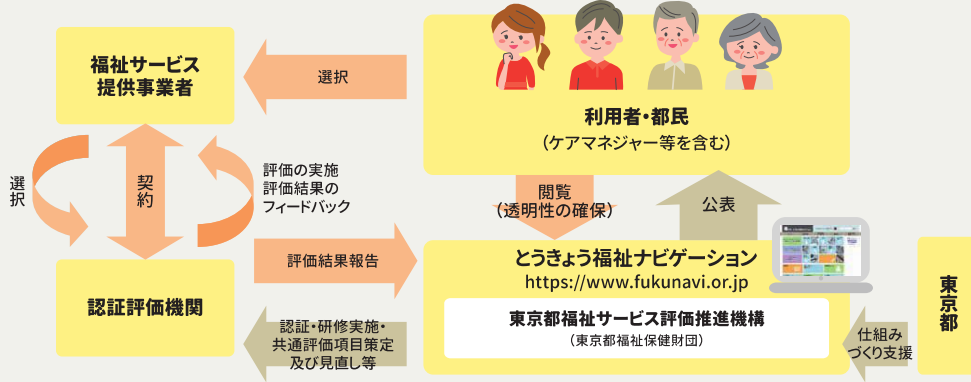 福祉サービス
提供事業者
選択
利用者・都民
（ケアマネジャー等を含む）
選択
契約
評価の実施
評価結果の
フィードバック
閲覧
（透明性の確保）
公表
評価結果報告
とうきょう福祉ナビゲーション
https://www.fukunavi.or.jp
東京都福祉サービス評価推進機構
（東京都福祉保健財団）
認証評価機関
認証・研修実施・
共通評価項目策定
及び見直し等
仕組み
づくり支援
東京都